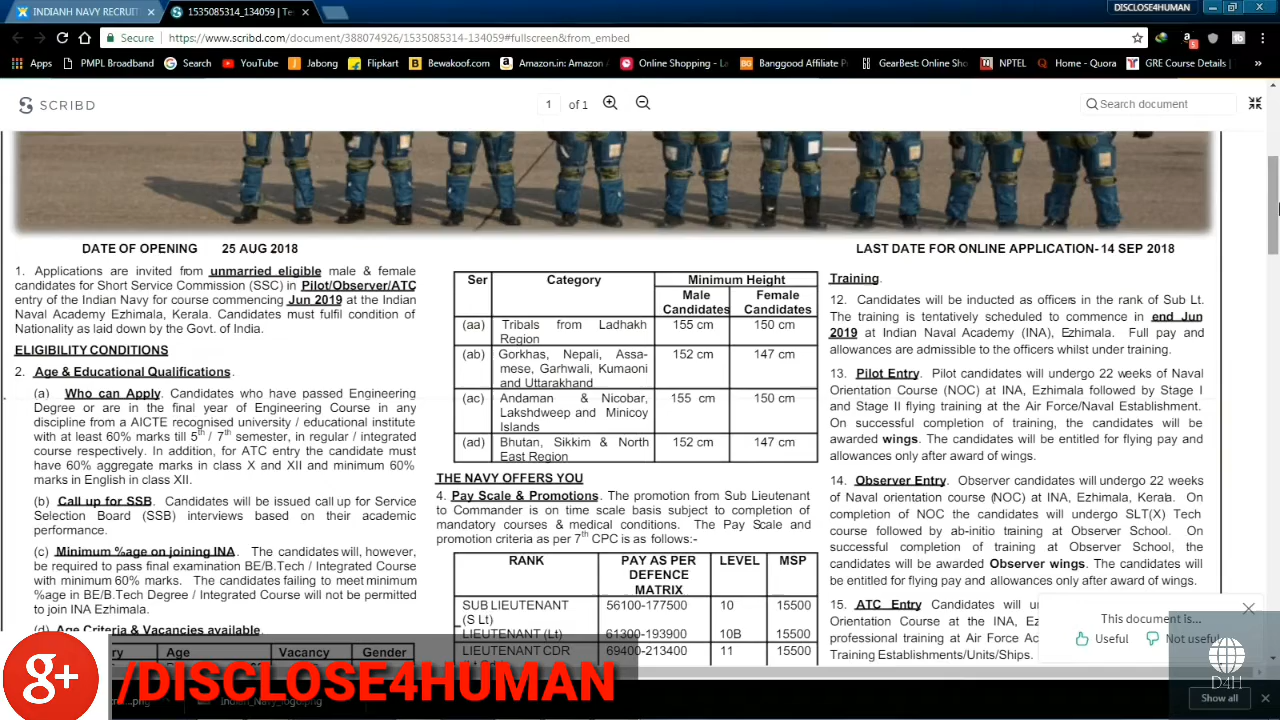 INDIANH NAVY RECRUIT
1535085314_134059 | Te
DISCLOSE4HUMAN
Secure
https://www.scribd.com/document/388074926/1535085314-134059#fullscreen&from_embed
Apps
PMPL Broadband
Search
YouTube
Jabong
Flipkart
Bewakoof.com
Amazon.in: Amazon
Online Shopping - L
Banggood Affiliate P
GearBest: Online Sho
NPTEL
Home - Quora
GRE Course Details |
SCRIBD
1 of 1
Search document
DATE OF OPENING 25 AUG 2018
LAST DATE FOR ONLINE APPLICATION- 14 SEP 2018
1. Applications are invited from unmarried eligible male & female
candidates for Short Service Commission (SSC) in Pilot/Observer/ATC
entry of the Indian Navy for course commencing Jun 2019 at the Indian
Naval Academy Ezhimala, Kerala. Candidates must fulfil condition of
Nationality as laid down by the Govt. of India.
ELIGIBILITY CONDITIONS
2. Age & Educational Qualifications.
(a) Who can Apply. Candidates who have passed Engineering
Degree or are in the final year of Engineering Course in any
discipline from a AICTE recognised university / educational institute
with at least 60% marks till 5th / 7th semester, in regular / integrated
course respectively. In addition, for ATC entry the candidate must
have 60% aggregate marks in class X and XII and minimum 60%
marks in English in class XII.
(b) Call up for SSB. Candidates will be issued call up for Service
Selection Board (SSB) interviews based on their academic
performance.
(c) Minimum %age on joining INA. The candidates will, however,
be required to pass final examination BE/B.Tech / Integrated Course
with minimum 60% marks. The candidates failing to meet minimum
%age in BE/B.Tech Degree / Integrated Course will not be permitted
to join INA Ezhimala.
(d) Age Criteria & Vacancies available.
Age Vacancy Gender
Ser Category Minimum Height
Male Candidates Female Candidates
(aa) Tribals from Ladhakh 155 cm 150 cm
Region
(ab) Gorkhas, Nepali, Assa- 152 cm 147 cm
mese, Garhwali, Kumaoni
and Uttarakhand
(ac) Andaman & Nicobar, 155 cm 150 cm
Lakshdweep and Minicoy
Islands
(ad) Bhutan, Sikkim & North 152 cm 147 cm
East Region
THE NAVY OFFERS YOU
4. Pay Scale & Promotions. The promotion from Sub Lieutenant
to Commander is on time scale basis subject to completion of
mandatory courses & medical conditions. The Pay Scale and
promotion criteria as per 7th CPC is as follows:-
RANK PAY AS PER DEFENCE MATRIX LEVEL MSP
SUB LIEUTENANT 56100-177500 10 15500
(S Lt)
LIEUTENANT (Lt) 61300-193900 10B 15500
LIEUTENANT CDR 69400-213400 11 15500
Training.
12. Candidates will be inducted as officers in the rank of Sub Lt.
The training is tentatively scheduled to commence in end Jun
2019 at Indian Naval Academy (INA), Ezhimala. Full pay and
allowances are admissible to the officers whilst under training.
13. Pilot Entry. Pilot candidates will undergo 22 weeks of Naval
Orientation Course (NOC) at INA, Ezhimala followed by Stage I
and Stage II flying training at the Air Force/Naval Establishment.
On successful completion of training, the candidates will be
awarded wings. The candidates will be entitled for flying pay and
allowances only after award of wings.
14. Observer Entry. Observer candidates will undergo 22 weeks
of Naval orientation course (NOC) at INA, Ezhimala, Kerala. On
completion of NOC the candidates will undergo SLT(X) Tech
course followed by ab-initio training at Observer School. On
successful completion of training at Observer School, the
candidates will be awarded Observer wings. The candidates will
be entitled for flying pay and allowances only after award of wings.
15. ATC Entry Candidates will
Orientation Course at the INA,
professional training at Air Force
Training Establishments/Units/Ships.
This document is...
Useful
Not useful
g+
/DISCLOSE4HUMAN
D4H
.png
Indian_Navy_logo.png
Show all